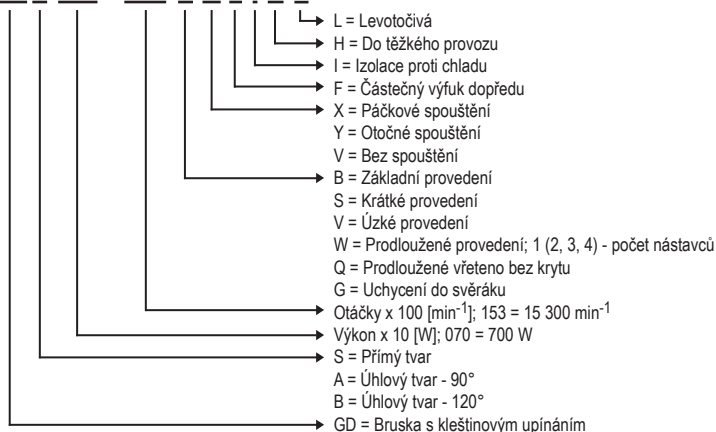 L = Levotočivá
H = Do těžkého provozu
I = Izolace proti chladu
F = Částečný výfuk dopředu
X = Páčkové spouštění
Y = Otočné spouštění
V = Bez spouštění
B = Základní provedení
S = Krátké provedení
V = Úzké provedení
W = Prodloužené provedení; 1 (2, 3, 4) - počet nástavců
Q = Prodloužené vřeteno bez krytu
G = Uchycení do svěráku
Otáčky x 100 [min⁻¹]; 153 = 15 300 min⁻¹
Výkon x 10 [W]; 070 = 700 W
S = Přímý tvar
A = Úhlový tvar - 90°
B = Úhlový tvar - 120°
GD = Bruska s kleštinovým upínáním